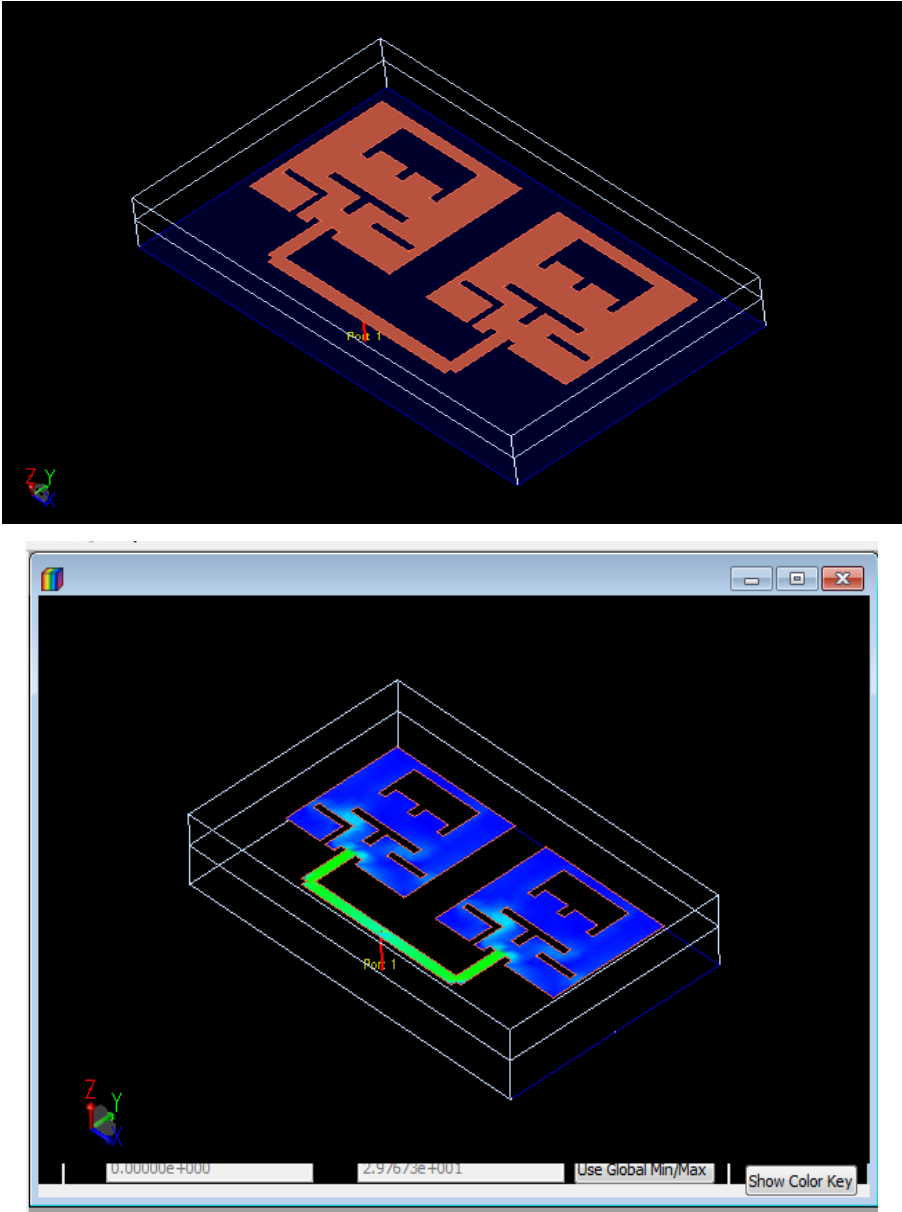 Port 1
Z Y
X
Port 1
Z
Y
X
0.00000e+000 2.97673e+001 Use Global Min/Max
Show Color Key